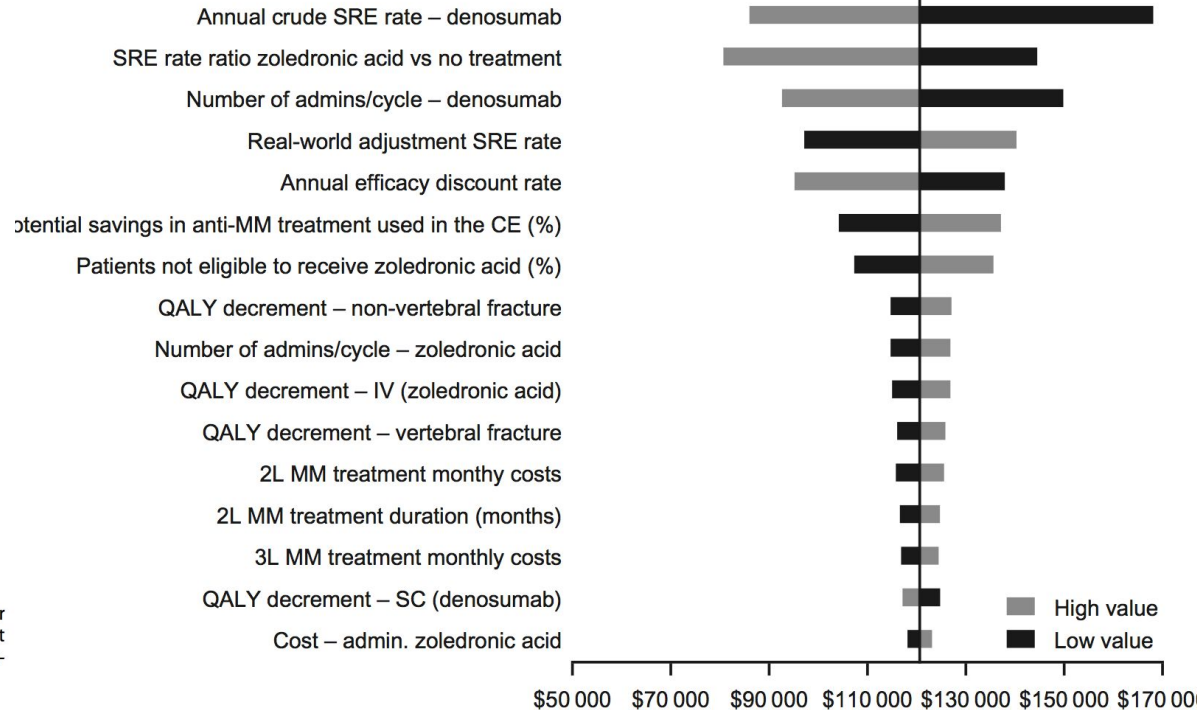 Annual crude SRE rate – denosumab
SRE rate ratio zoledronic acid vs no treatment
Number of admins/cycle – denosumab
Real-world adjustment SRE rate
Annual efficacy discount rate
otential savings in anti-MM treatment used in the CE (%)
Patients not eligible to receive zoledronic acid (%)
QALY decrement – non-vertebral fracture
Number of admins/cycle – zoledronic acid
QALY decrement – IV (zoledronic acid)
QALY decrement – vertebral fracture
2L MM treatment monthy costs
2L MM treatment duration (months)
3L MM treatment monthly costs
QALY decrement – SC (denosumab)
Cost – admin. zoledronic acid
r
t
–
High value
Low value
$50 000 $70 000 $90 000 $110 000 $130 000 $150 000 $170 00